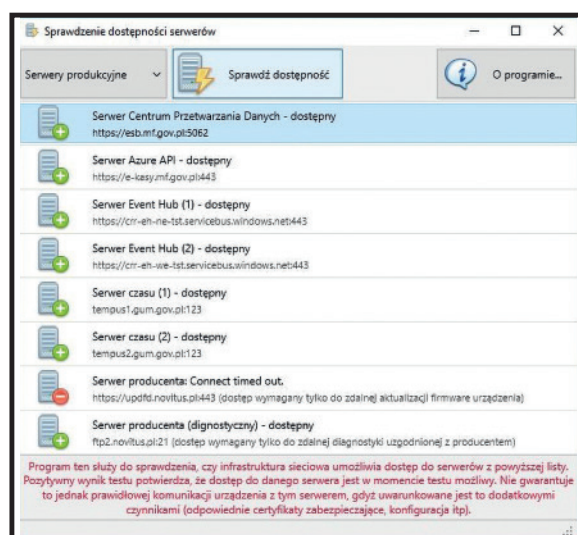 Sprawdzenie dostępności serwerów
Serwery produkcyjne
Sprawdź dostępność
O programie...
Serwer Centrum Przetwarzania Danych - dostępny
https://esb.mf.gov.pl:5062
Serwer Azure API - dostępny
https://e-kasy.mf.gov.pl:443
Serwer Event Hub (1) - dostępny
https://crr-eh-ne-tst.servicebus.windows.net:443
Serwer Event Hub (2) - dostępny
https://crr-eh-we-tst.servicebus.windows.net:443
Serwer czasu (1) - dostępny
tempus1.gum.gov.pl:123
Serwer czasu (2) - dostępny
tempus2.gum.gov.pl:123
Serwer producenta: Connect timed out.
https://updfd.novitus.pl:443 (dostęp wymagany tylko do zdalnej aktualizacji firmware urządzenia)
Serwer producenta (dignostyczny) - dostępny
ftp2.novitus.pl:21 (dostęp wymagany tylko do zdalnej diagnostyki uzgodnionej z producentem)
Program ten służy do sprawdzenia, czy infrastruktura sieciowa umożliwia dostęp do serwerów z powyższej listy.
Pozytywny wynik testu potwierdza, że dostęp do danego serwera jest w momencie testu możliwy. Nie gwarantuje
to jednak prawidłowej komunikacji urządzenia z tym serwerem, gdyż uwarunkowane jest to dodatkowymi
czynnikami (odpowiednie certyfikaty zabezpieczające, konfiguracja itp).